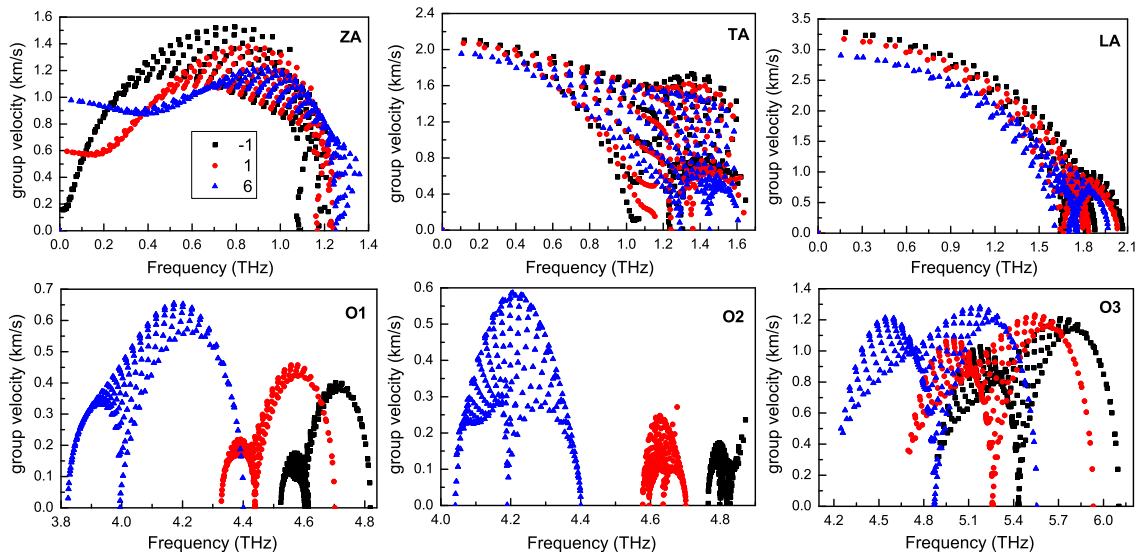 1.6
1.4
1.2
1.0
0.8
0.6
0.4
0.2
0.0
group velocity (km/s)
ZA
-1
1
6
0.0 0.2 0.4 0.6 0.8 1.0 1.2 1.4
Frequency (THz)
2.4
2.0
1.6
1.2
0.8
0.4
0.0
group velocity (km/s)
TA
0.0 0.2 0.4 0.6 0.8 1.0 1.2 1.4 1.6
Frequency (THz)
3.5
3.0
2.5
2.0
1.5
1.0
0.5
0.0
group velocity (km/s)
LA
0.0 0.3 0.6 0.9 1.2 1.5 1.8 2.1
Frequency (THz)
0.7
0.6
0.5
0.4
0.3
0.2
0.1
0.0
group velocity (km/s)
O1
3.8 4.0 4.2 4.4 4.6 4.8
Frequency (THz)
0.6
0.5
0.4
0.3
0.2
0.1
0.0
group velocity (km/s)
O2
4.0 4.2 4.4 4.6 4.8
Frequency (THz)
1.4
1.2
1.0
0.8
0.6
0.4
0.2
0.0
group velocity (km/s)
O3
4.2 4.5 4.8 5.1 5.4 5.7 6.0
Frequency (THz)